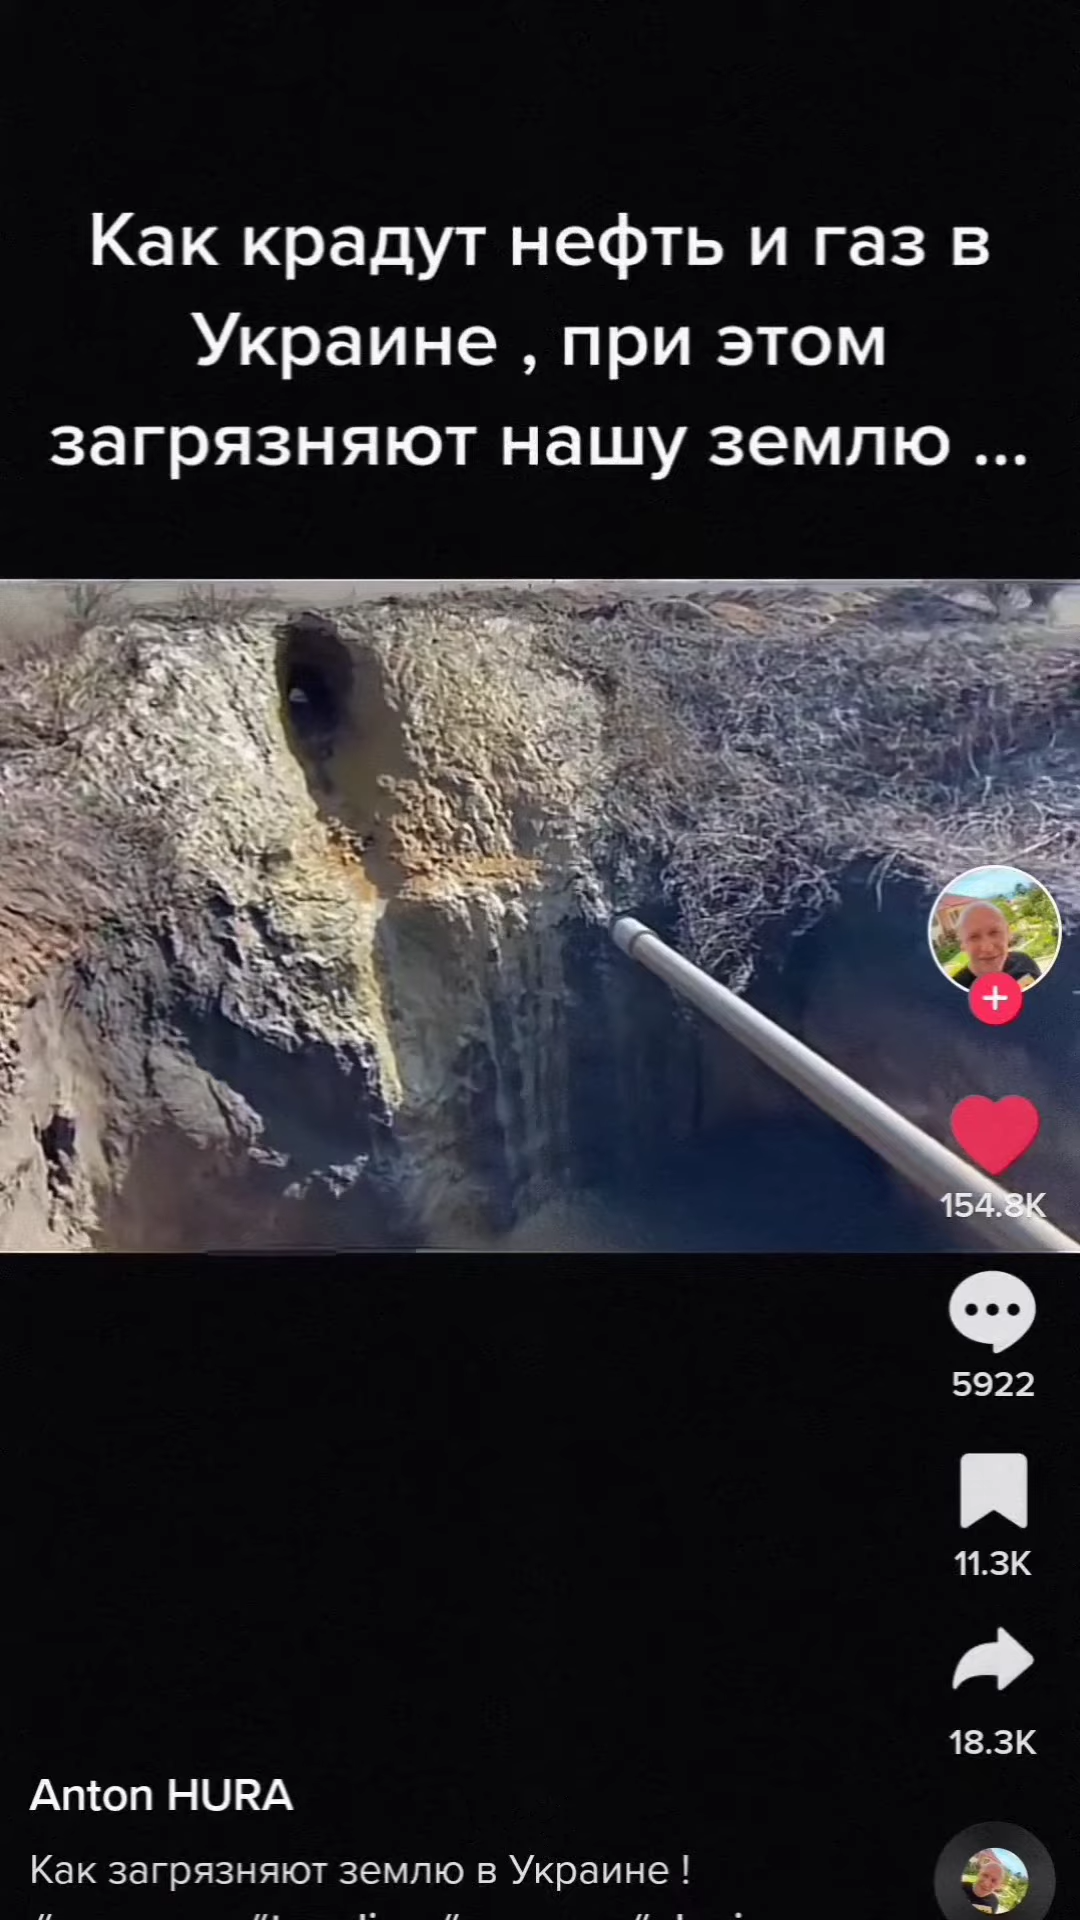 Как крадут нефть и газ в
Украине , при этом
загрязняют нашу землю ...
154.8K
5922
11.3K
18.3K
Anton HURA
Как загрязняют землю в Украине !